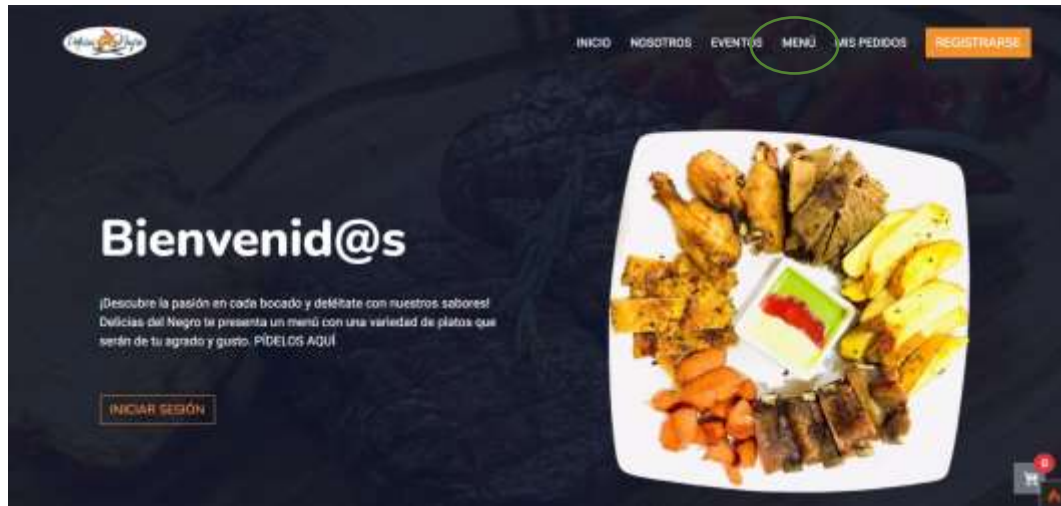 INICIO NOSOTROS EVENTOS MENÚ MIS PEDIDOS REGISTRARSE
Bienvenid@s
¡Descubre la pasión en cada bocado y deléitate con nuestros sabores!
Delicias del Negro te presenta un menú con una variedad de platos que
serán de tu agrado y gusto. PÍDELOS AQUÍ
INICIAR SESIÓN
0